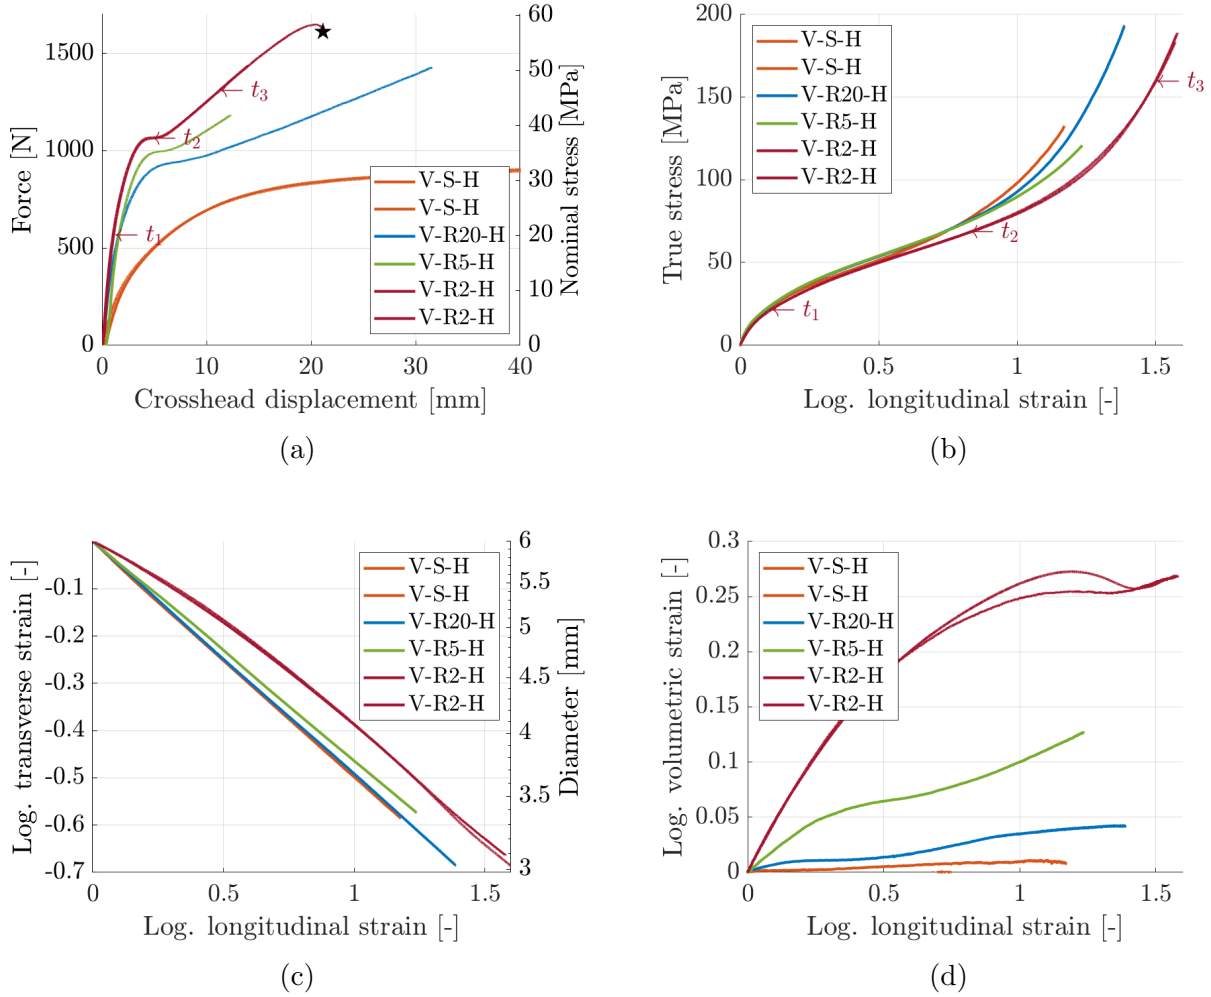 1500
1000
500
0
0
10
20
30
40
60
50
40
30
20
10
0
Force [N]
Nominal stress [MPa]
Crosshead displacement [mm]
t1
t2
t3
V-S-H
V-S-H
V-R20-H
V-R5-H
V-R2-H
V-R2-H
(a)
200
150
100
50
0
0
0.5
1
1.5
True stress [MPa]
Log. longitudinal strain [-]
V-S-H
V-S-H
V-R20-H
V-R5-H
V-R2-H
V-R2-H
t1
t2
t3
(b)
-0.1
-0.2
-0.3
-0.4
-0.5
-0.6
-0.7
0
0.5
1
1.5
6
5.5
5
4.5
4
3.5
3
Log. transverse strain [-]
Diameter [mm]
Log. longitudinal strain [-]
V-S-H
V-S-H
V-R20-H
V-R5-H
V-R2-H
V-R2-H
(c)
0.3
0.25
0.2
0.15
0.1
0.05
0
0
0.5
1
1.5
Log. volumetric strain [-]
Log. longitudinal strain [-]
V-S-H
V-S-H
V-R20-H
V-R5-H
V-R2-H
V-R2-H
(d)